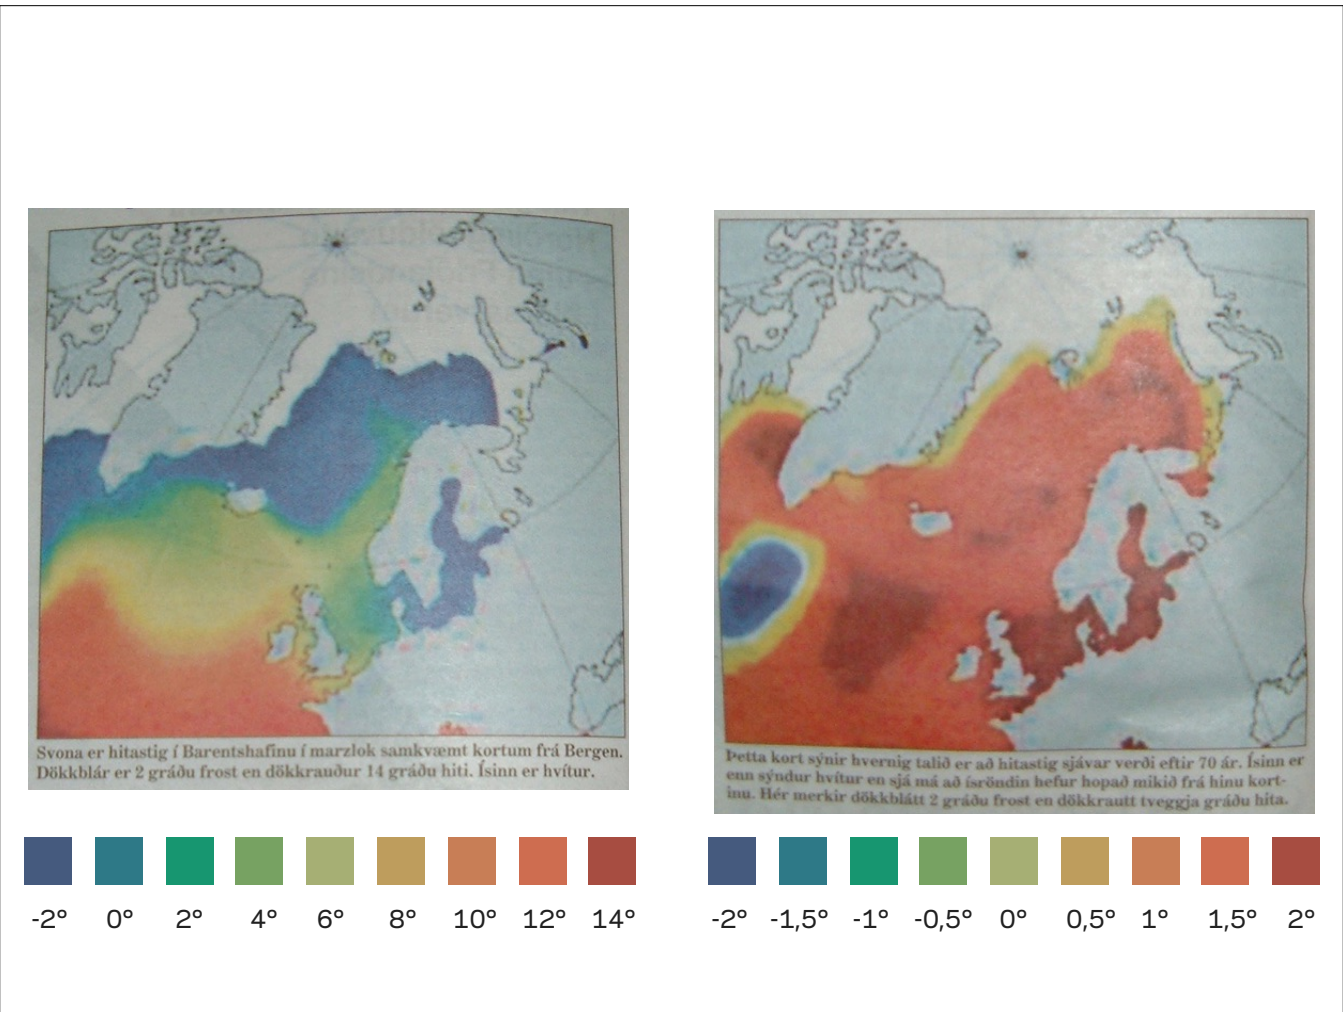 Svona er hitastig í Barentshafinu í marzlok samkvæmt kortum frá Bergen.
Dökkblár er 2 gráðu frost en dökkrauður 14 gráðu hiti. Ísinn er hvítur.
Þetta kort sýnir hvernig talið er að hitastig sjávar verði eftir 70 ár. Ísinn er
enn sýndur hvítur en sjá má að ísröndin hefur hopað mikið frá hinu kort-
inu. Hér merkir dökkblátt 2 gráðu frost en dökkrautt tveggja gráðu hita.
-2° 0° 2° 4° 6° 8° 10° 12° 14°
-2° -1,5° -1° -0,5° 0° 0,5° 1° 1,5° 2°